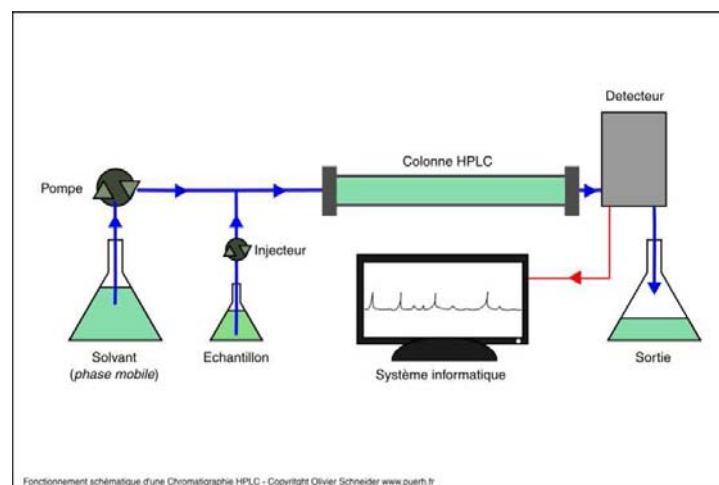 Detecteur
Colonne HPLC
Pompe
Injecteur
Solvant
(phase mobile)
Echantillon
Système informatique
Sortie
Fonctionnement schématique d'une Chromatigraphie HPLC - Copyritght Olivier Schneider www.puerh.fr